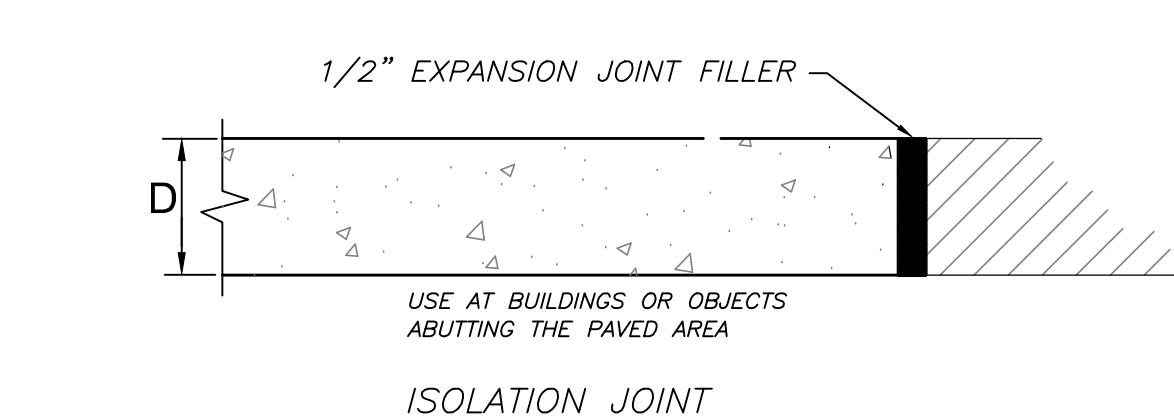 1/2” EXPANSION JOINT FILLER
D
USE AT BUILDINGS OR OBJECTS
ABUTTING THE PAVED AREA
ISOLATION JOINT